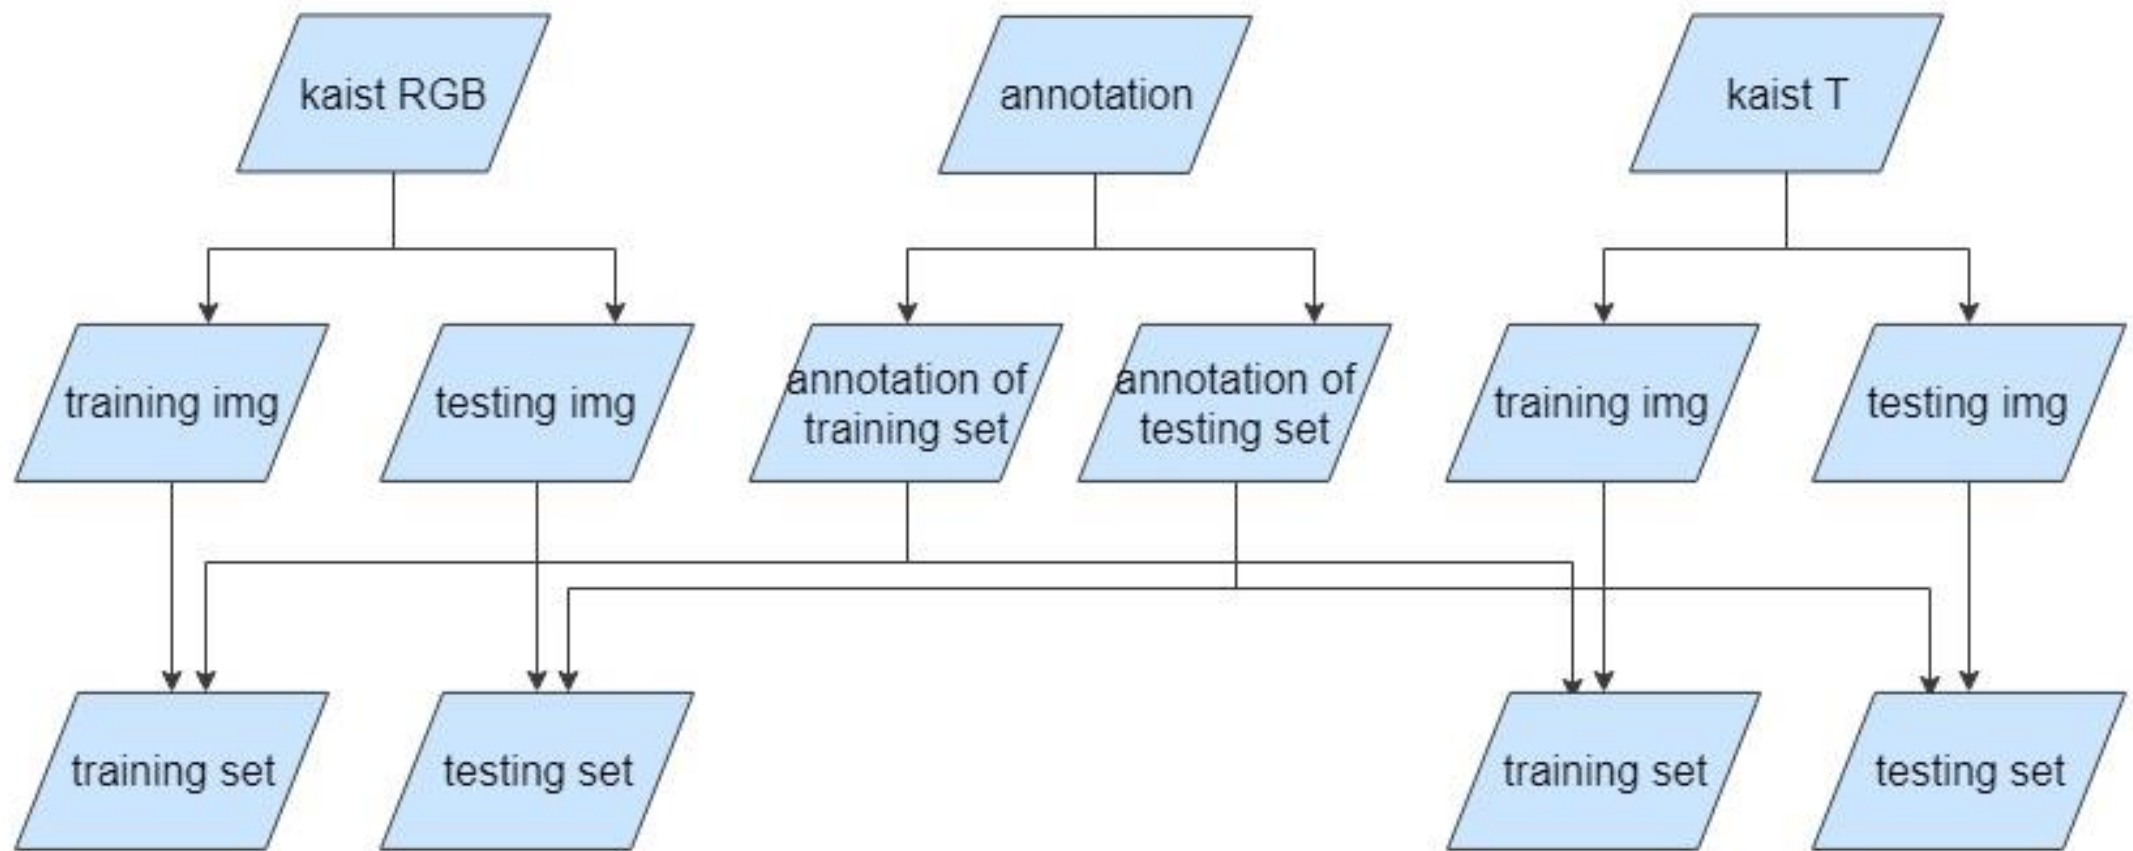 kaist RGB
annotation
kaist T
training img
testing img
annotation of
training set
annotation of
testing set
training img
testing img
training set
testing set
training set
testing set